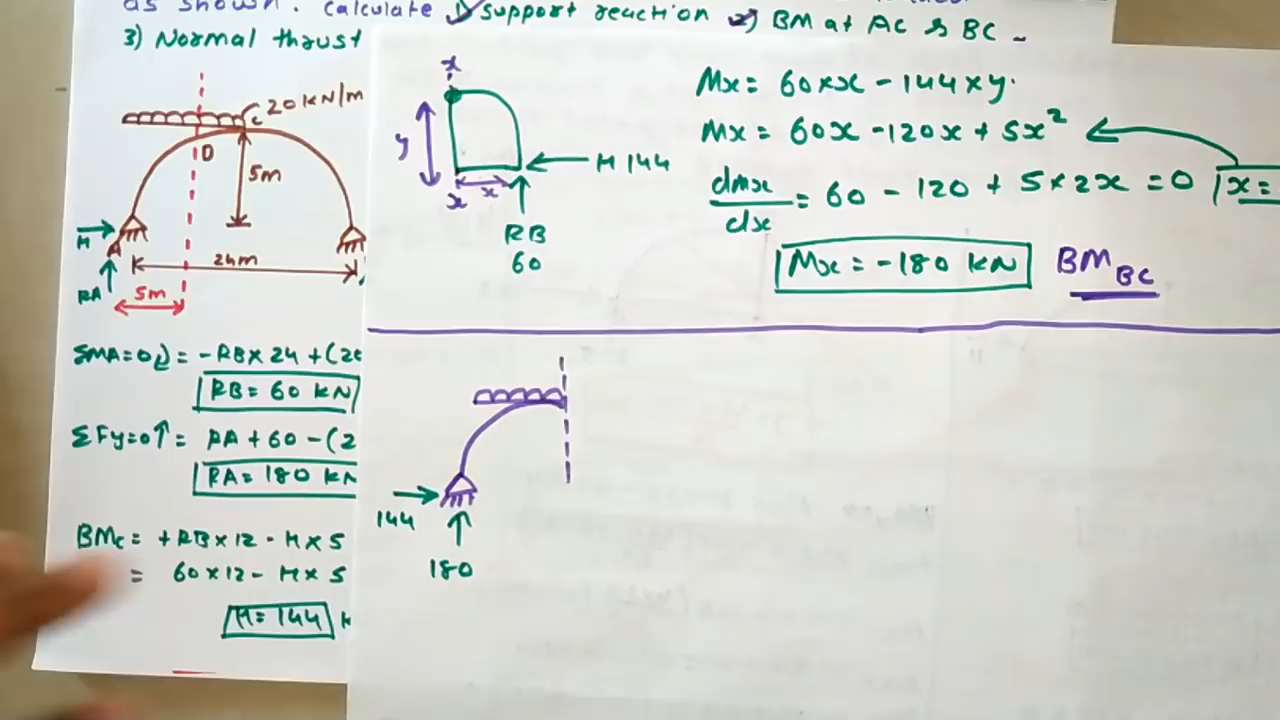 as shown. Calculate 1) support reaction 2) BM at AC & BC -
3) Normal thrust
20 kN/m
C
D
5m
H
A
24m
RA
5m
ΣMA=0 = -RB× 24 +(20
RB= 60 kN
ΣFy=0↑= RA + 60 -(2
RA= 180 kN
BMc= +RB×12 - H×5
= 60×12- H×5
H= 144 k
x
y
x
x
H 144
RB
60
Mx= 60×x - 144×y.
Mx= 60x -120x + 5x²
dmx/dx = 60 - 120 + 5×2x =0 x=
Mx = -180 kN BM BC
144
180